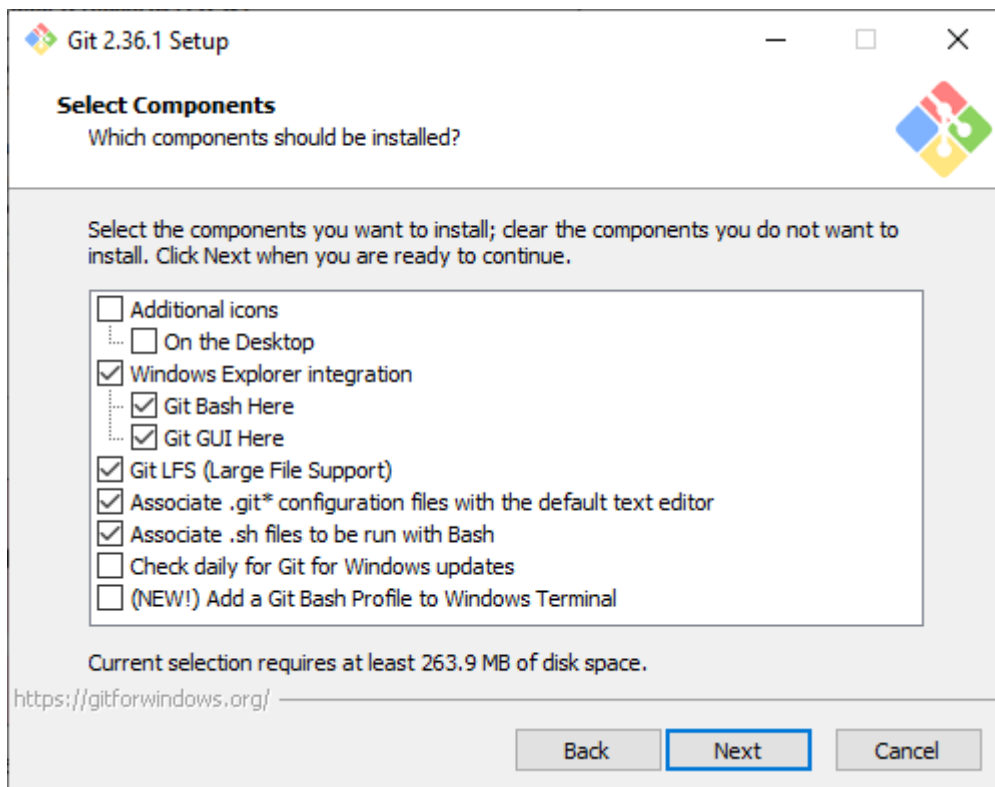 Git 2.36.1 Setup
Select Components
Which components should be installed?
Select the components you want to install; clear the components you do not want to
install. Click Next when you are ready to continue.
Additional icons
On the Desktop
Windows Explorer integration
Git Bash Here
Git GUI Here
Git LFS (Large File Support)
Associate .git* configuration files with the default text editor
Associate .sh files to be run with Bash
Check daily for Git for Windows updates
(NEW!) Add a Git Bash Profile to Windows Terminal
Current selection requires at least 263.9 MB of disk space.
https://gitforwindows.org/
Back Next Cancel